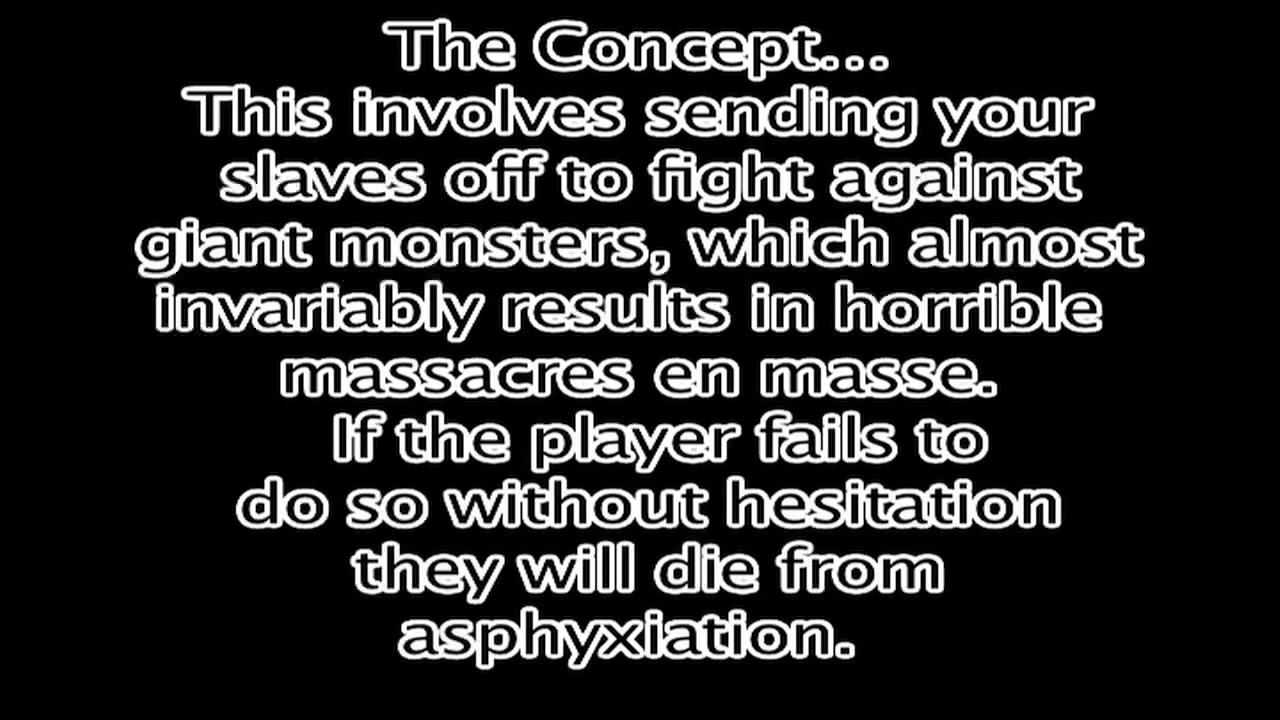 The Concept...
This involves sending your
slaves off to fight against
giant monsters, which almost
invariably results in horrible
massacres en masse.
If the player fails to
do so without hesitation
they will die from
asphyxiation.